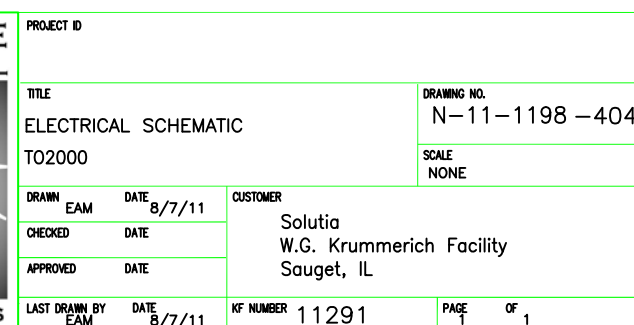 PROJECT ID
TITLE
ELECTRICAL SCHEMATIC
TO2000
DRAWING NO.
N-11-1198-404
SCALE
NONE
DRAWN EAM DATE 8/7/11
CHECKED DATE
APPROVED DATE
CUSTOMER
Solutia
W.G. Krummerich Facility
Sauget, IL
LAST DRAWN BY EAM DATE 8/7/11
KF NUMBER 11291
PAGE 1 OF 1